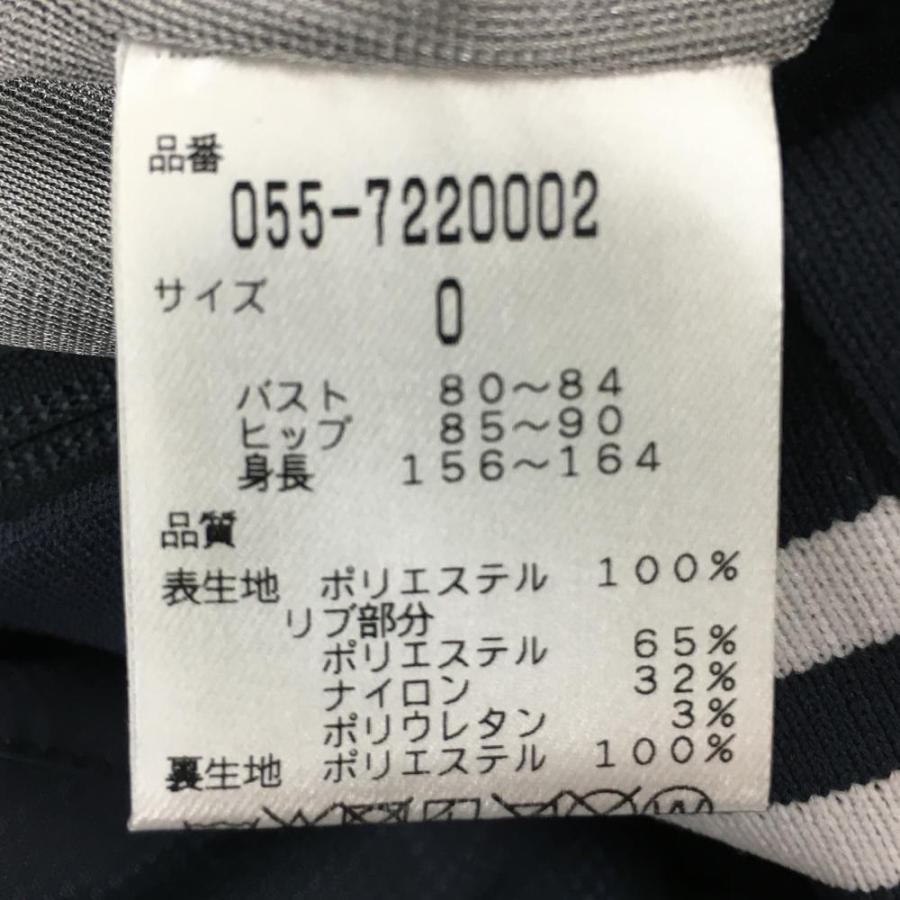 品番
055-7220002
サイズ 0
バスト 80～84
ヒップ 85～90
身長 156～164
品質
表生地 ポリエステル 100%
リブ部分
ポリエステル 65%
ナイロン 32%
ポリウレタン 3%
裏生地 ポリエステル 100%
W